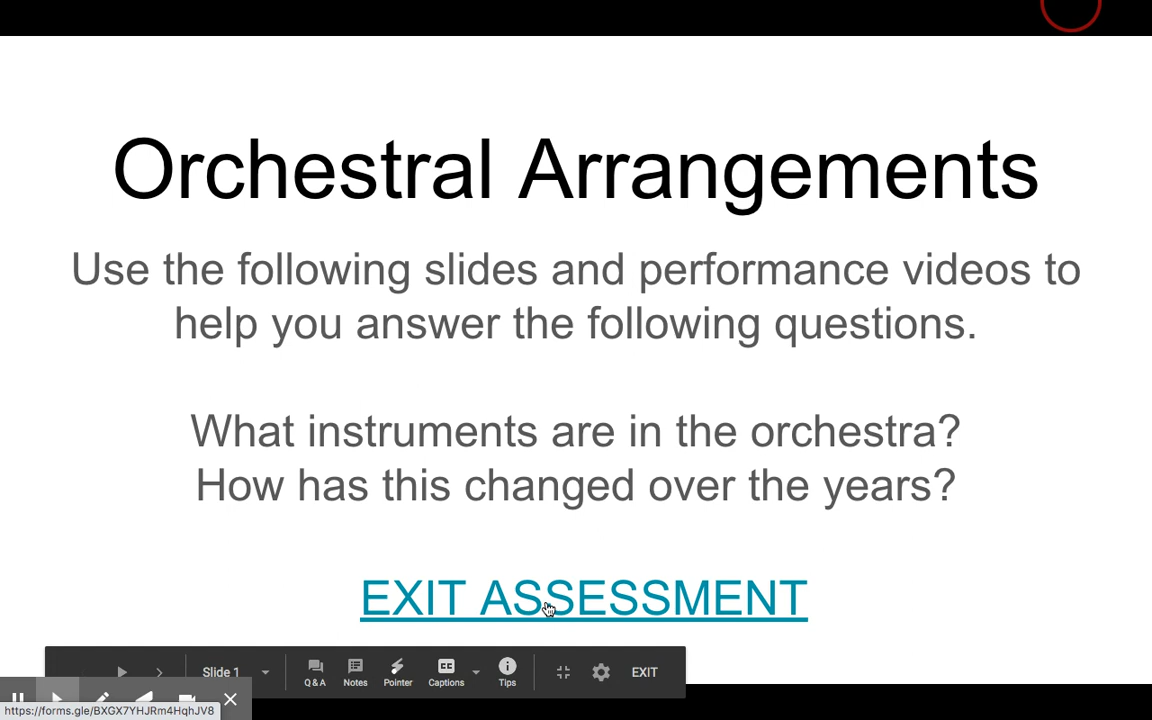 Orchestral Arrangements
Use the following slides and performance videos to
help you answer the following questions.
What instruments are in the orchestra?
How has this changed over the years?
EXIT ASSESSMENT
Slide 1
Q & A
Notes
Pointer
Captions
Tips
EXIT
https://forms.gle/BXGX7YHJRm4HqhJV8